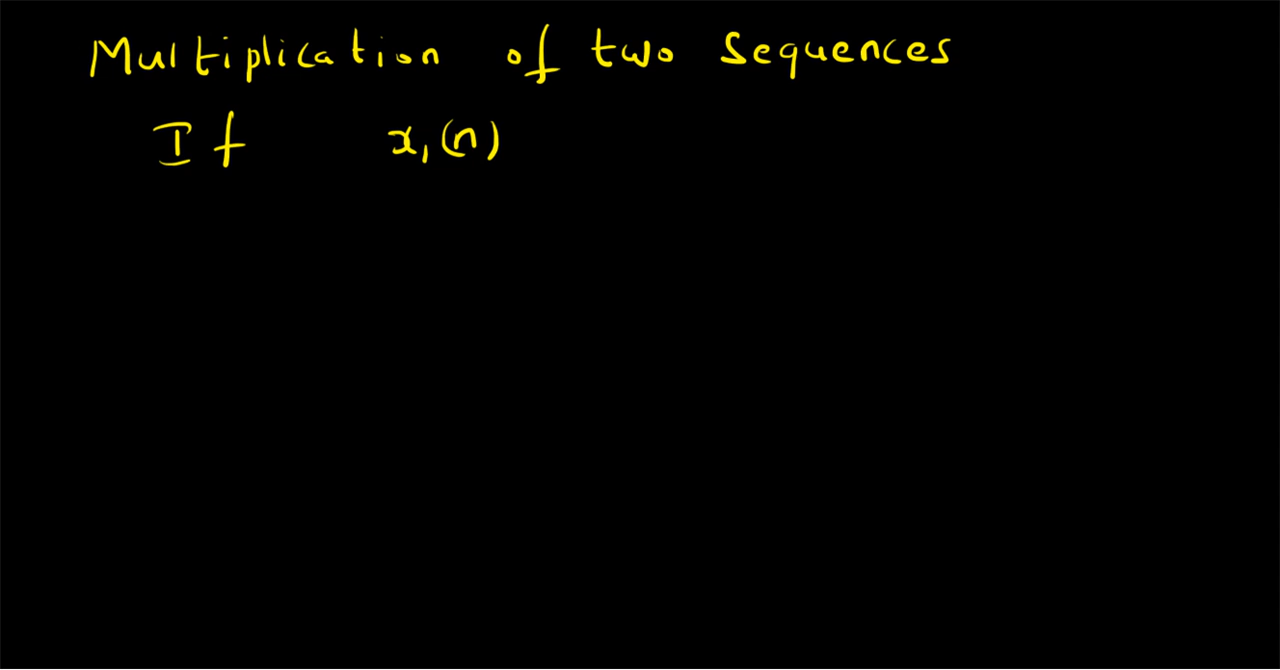 Multiplication of two Sequences
If x₁(n)